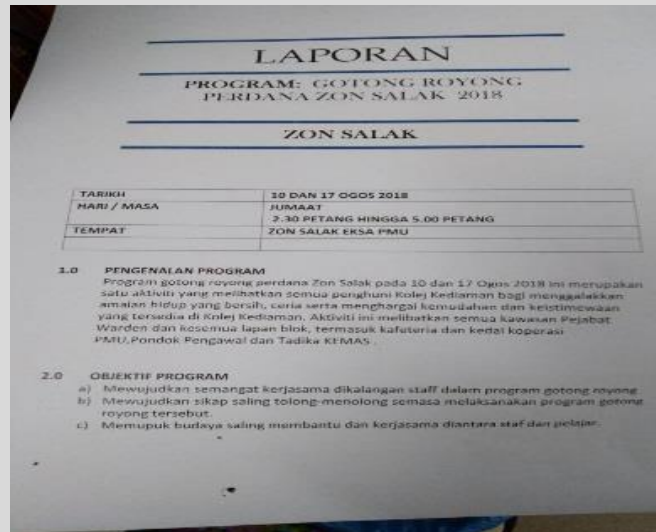 LAPORAN
PROGRAM: GOTONG ROYONG
PERDANA ZON SALAK 2018
ZON SALAK
TARIKH 10 DAN 17 OGOS 2018
HARI / MASA JUMAAT
2.30 PETANG HINGGA 5.00 PETANG
TEMPAT ZON SALAK EKSA PMU
1.0 PENGENALAN PROGRAM
Program gotong royong perdana Zon Salak pada 10 dan 17 Ogos 2018 ini merupakan
satu aktiviti yang melibatkan semua penghuni Kolej Kediaman bagi menggalakkan
amalan hidup yang bersih, ceria serta menghargai kemudahan dan keistimewaan
yang tersedia di Kolej Kediaman. Aktiviti ini melibatkan semua kawasan Pejabat
Warden dan kesemua lapan blok, termasuk kafuteria dan kedai koperasi
PMU,Pondok Pengawal dan Tadika KEMAS .
2.0 OBJEKTIF PROGRAM
a) Mewujudkan semangat kerjasama dikalangan staff dalam program gotong royong
b) Mewujudkan sikap saling tolong-menolong semasa melaksanakan program gotong
royong tersebut.
c) Memupuk budaya saling membantu dan kerjasama diantara staf dan pelajar.